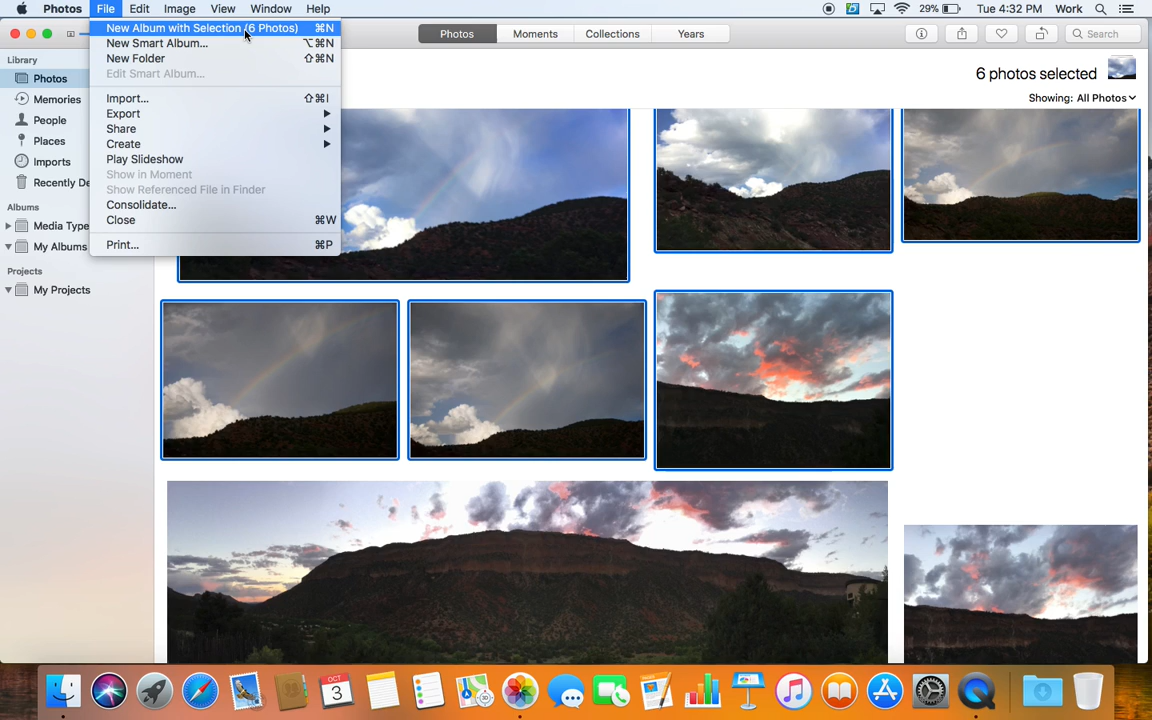 Photos File Edit Image View Window Help 29% Tue 4:32 PM Work
Photos Moments Collections Years Search
New Album with Selection (6 Photos) ⌘N
New Smart Album... ⌥⌘N
New Folder ⇧⌘N
Edit Smart Album...
Import... ⇧⌘I
Export
Share
Create
Play Slideshow
Show in Moment
Show Referenced File in Finder
Consolidate...
Close ⌘W
Print... ⌘P
Library
Photos
Memories
People
Places
Imports
Recently De
Albums
Media Type
My Albums
Projects
My Projects
6 photos selected
Showing: All Photos
OCT
3